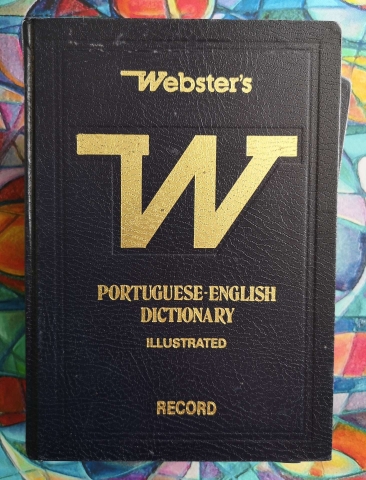 Webster's
W
PORTUGUESE-ENGLISH
DICTIONARY
ILLUSTRATED
RECORD